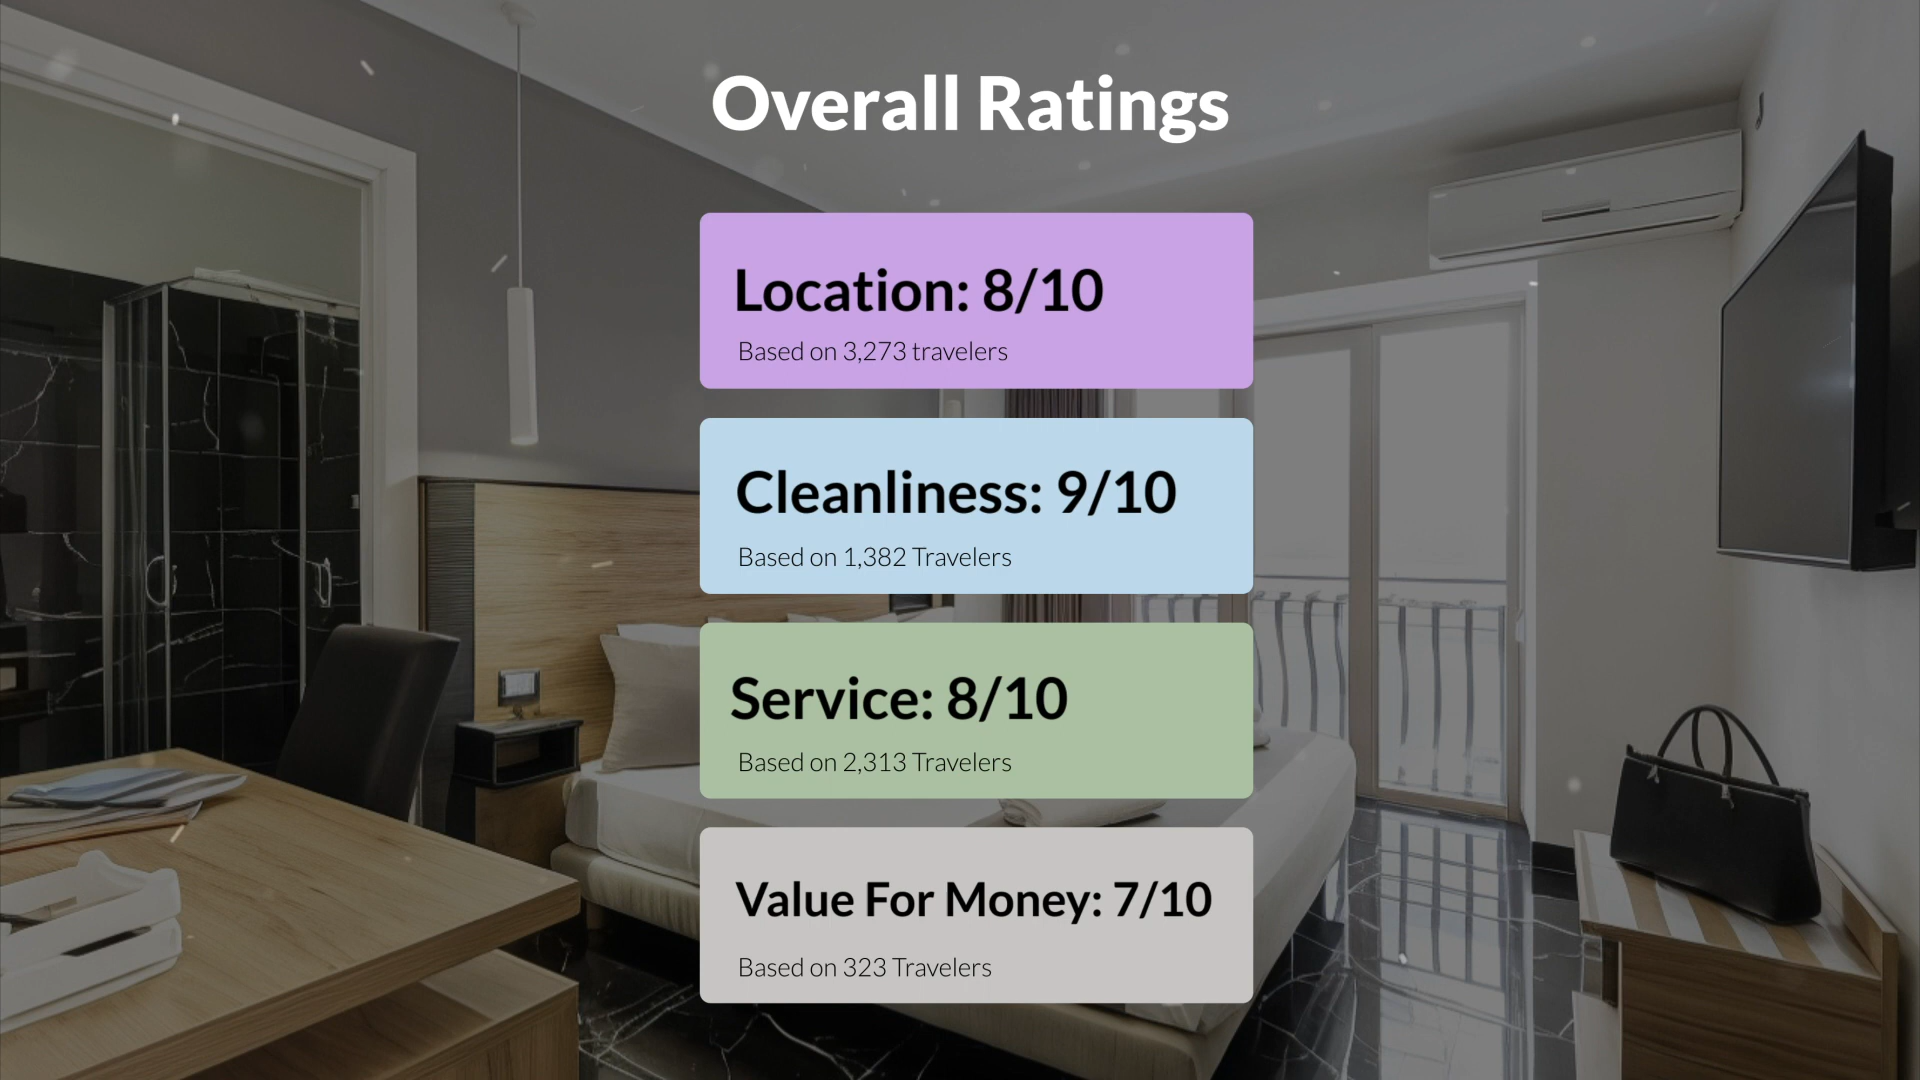 Overall Ratings
Location: 8/10
Based on 3,273 travelers
Cleanliness: 9/10
Based on 1,382 Travelers
Service: 8/10
Based on 2,313 Travelers
Value For Money: 7/10
Based on 323 Travelers